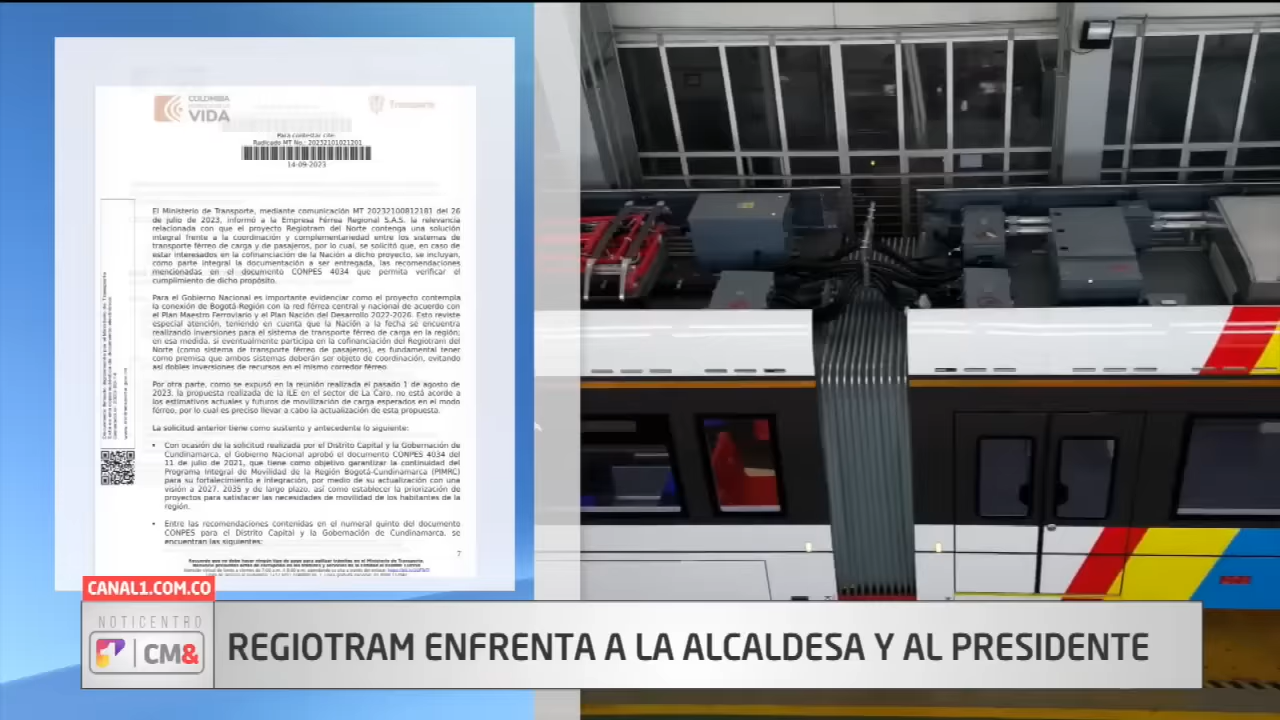 COLOMBIA
VIDA
Transporte
Para contestar cite:
Radicado MT No.: 20232101021201
14-09-2023
El Ministerio de Transporte, mediante comunicación MT 20232100812181 del 26
de julio de 2023, informó a la Empresa Férrea Regional S.A.S. la relevancia
relacionada con que el proyecto Regiotram del Norte contenga una solución
integral frente a la coordinación y complementariedad entre los sistemas de
transporte férreo de carga y de pasajeros, por lo cual, se solicitó que, en caso de
estar interesados en la cofinanciación de la Nación a dicho proyecto, se incluyan,
como parte integral la documentación a ser entregada, las recomendaciones
mencionadas en el documento CONPES 4034 que permita verificar el
cumplimiento de dicho propósito.
Para el Gobierno Nacional es importante evidenciar como el proyecto contempla
la conexión de Bogotá-Región con la red férrea central y nacional de acuerdo con
el Plan Maestro Ferroviario y el Plan Nación del Desarrollo 2022-2026. Esto reviste
especial atención, teniendo en cuenta que la Nación a la fecha se encuentra
realizando inversiones para el sistema de transporte férreo de carga en la región;
en esa medida, si eventualmente participa en la cofinanciación del Regiotram del
Norte (como sistema de transporte férreo de pasajeros), es fundamental tener
como premisa que ambos sistemas deberán ser objeto de coordinación, evitando
así dobles inversiones de recursos en el mismo corredor férreo.
Por otra parte, como se expuso en la reunión realizada el pasado 1 de agosto de
2023, la propuesta realizada de la ILE en el sector de La Caro, no está acorde a
los estimativos actuales y futuros de movilización de carga esperados en el modo
férreo, por lo cual es preciso llevar a cabo la actualización de esta propuesta.
La solicitud anterior tiene como sustento y antecedente lo siguiente:
• Con ocasión de la solicitud realizada por el Distrito Capital y la Gobernación de
Cundinamarca, el Gobierno Nacional aprobó el documento CONPES 4034 del
11 de julio de 2021, que tiene como objetivo garantizar la continuidad del
Programa Integral de Movilidad de la Región Bogotá-Cundinamarca (PIMRC)
para su fortalecimiento e integración, por medio de su actualización con una
visión a 2027, 2035 y de largo plazo, así como establecer la priorización de
proyectos para satisfacer las necesidades de movilidad de los habitantes de la
región.
• Entre las recomendaciones contenidas en el numeral quinto del documento
CONPES para el Distrito Capital y la Gobernación de Cundinamarca, se
encuentran las siguientes:
7
CANAL1.COM.CO
NOTICENTRO
1 CM&
REGIOTRAM ENFRENTA A LA ALCALDESA Y AL PRESIDENTE